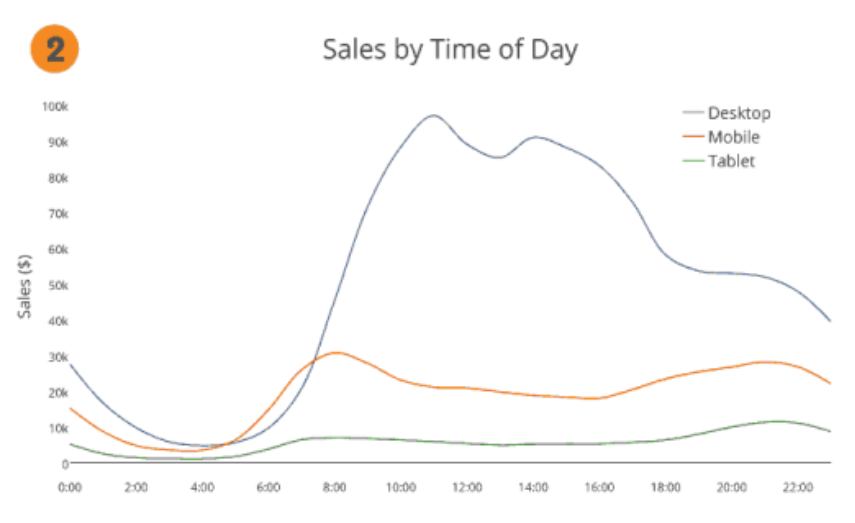 2
Sales by Time of Day
Desktop
Mobile
Tablet
Sales ($)
100k
90k
80k
70k
60k
50k
40k
30k
20k
10k
0
0:00 2:00 4:00 6:00 8:00 10:00 12:00 14:00 16:00 18:00 20:00 22:00